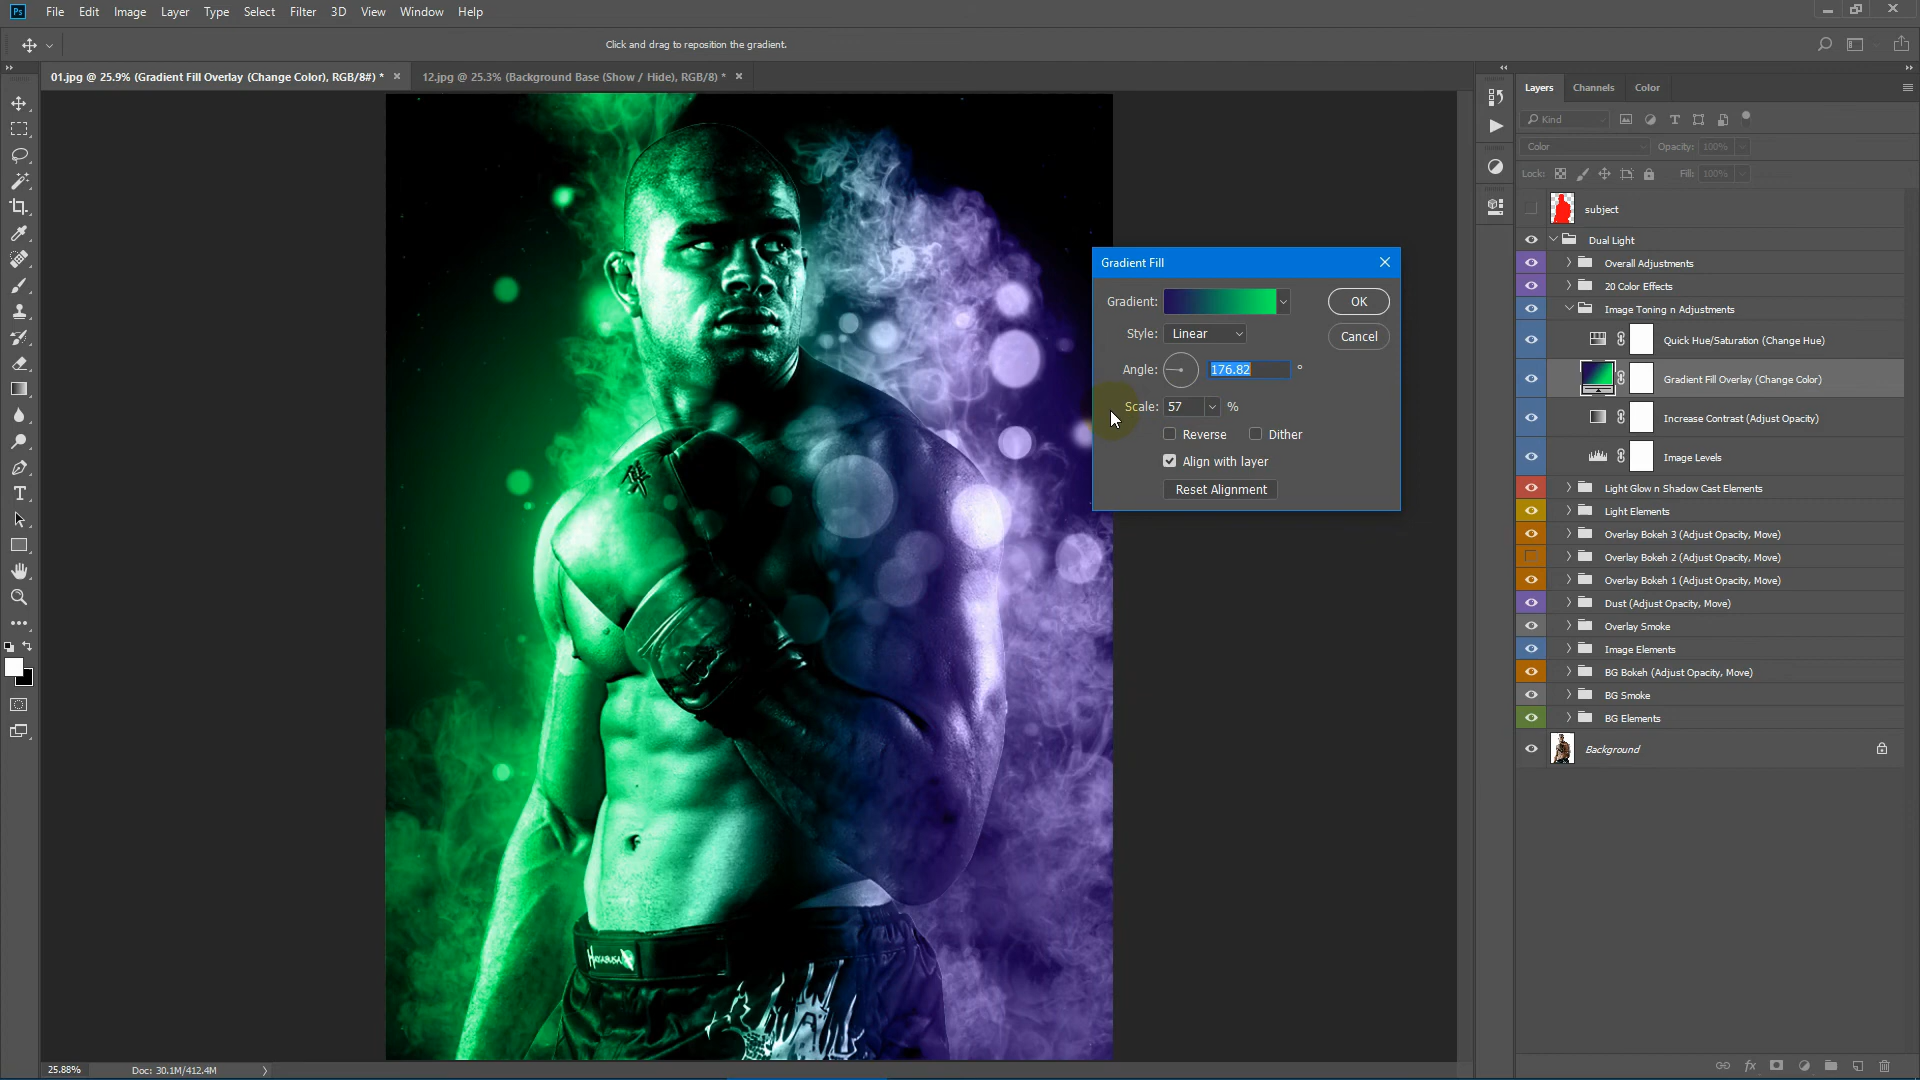 Ps File Edit Image Layer Type Select Filter 3D View Window Help
Click and drag to reposition the gradient.
01.jpg @ 25.9% (Gradient Fill Overlay (Change Color), RGB/8#) *
12.jpg @ 25.3% (Background Base (Show / Hide), RGB/8) *
Gradient Fill
Gradient:
OK
Style: Linear
Cancel
Angle: 176.82 °
Scale: 57 %
Reverse Dither
Align with layer
Reset Alignment
HAYABUSA
Layers Channels Color
Kind
Color Opacity: 100%
Lock: Fill: 100%
subject
Dual Light
Overall Adjustments
20 Color Effects
Image Toning n Adjustments
Quick Hue/Saturation (Change Hue)
Gradient Fill Overlay (Change Color)
Increase Contrast (Adjust Opacity)
Image Levels
Light Glow n Shadow Cast Elements
Light Elements
Overlay Bokeh 3 (Adjust Opacity, Move)
Overlay Bokeh 2 (Adjust Opacity, Move)
Overlay Bokeh 1 (Adjust Opacity, Move)
Dust (Adjust Opacity, Move)
Overlay Smoke
Image Elements
BG Bokeh (Adjust Opacity, Move)
BG Smoke
BG Elements
Background
fx
25.88% Doc: 30.1M/412.4M